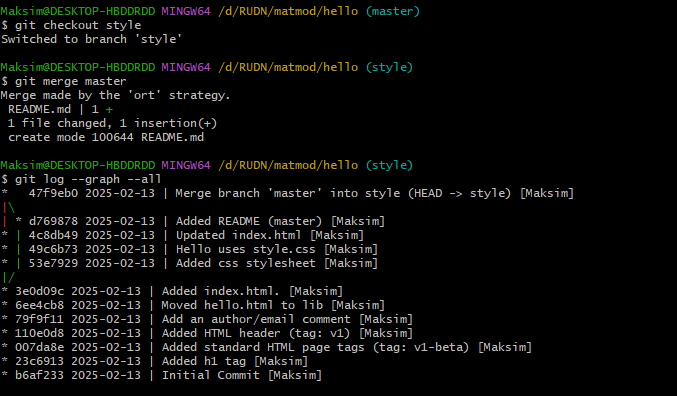 Maksim@DESKTOP-HBDDRDD MINGW64 /d/RUDN/matmod/hello (master)
$ git checkout style
Switched to branch 'style'
Maksim@DESKTOP-HBDDRDD MINGW64 /d/RUDN/matmod/hello (style)
$ git merge master
Merge made by the 'ort' strategy.
 README.md | 1 +
 1 file changed, 1 insertion(+)
 create mode 100644 README.md
Maksim@DESKTOP-HBDDRDD MINGW64 /d/RUDN/matmod/hello (style)
$ git log --graph --all
*   47f9eb0 2025-02-13 | Merge branch 'master' into style (HEAD -> style) [Maksim]
|\
| * d769878 2025-02-13 | Added README (master) [Maksim]
* | 4c8db49 2025-02-13 | Updated index.html [Maksim]
* | 49c6b73 2025-02-13 | Hello uses style.css [Maksim]
* | 53e7929 2025-02-13 | Added css stylesheet [Maksim]
|/
* 3e0d09c 2025-02-13 | Added index.html. [Maksim]
* 6ee4cb8 2025-02-13 | Moved hello.html to lib [Maksim]
* 79f9f11 2025-02-13 | Add an author/email comment [Maksim]
* 110e0d8 2025-02-13 | Added HTML header (tag: v1) [Maksim]
* 007da8e 2025-02-13 | Added standard HTML page tags (tag: v1-beta) [Maksim]
* 23c6913 2025-02-13 | Added h1 tag [Maksim]
* b6af233 2025-02-13 | Initial Commit [Maksim]